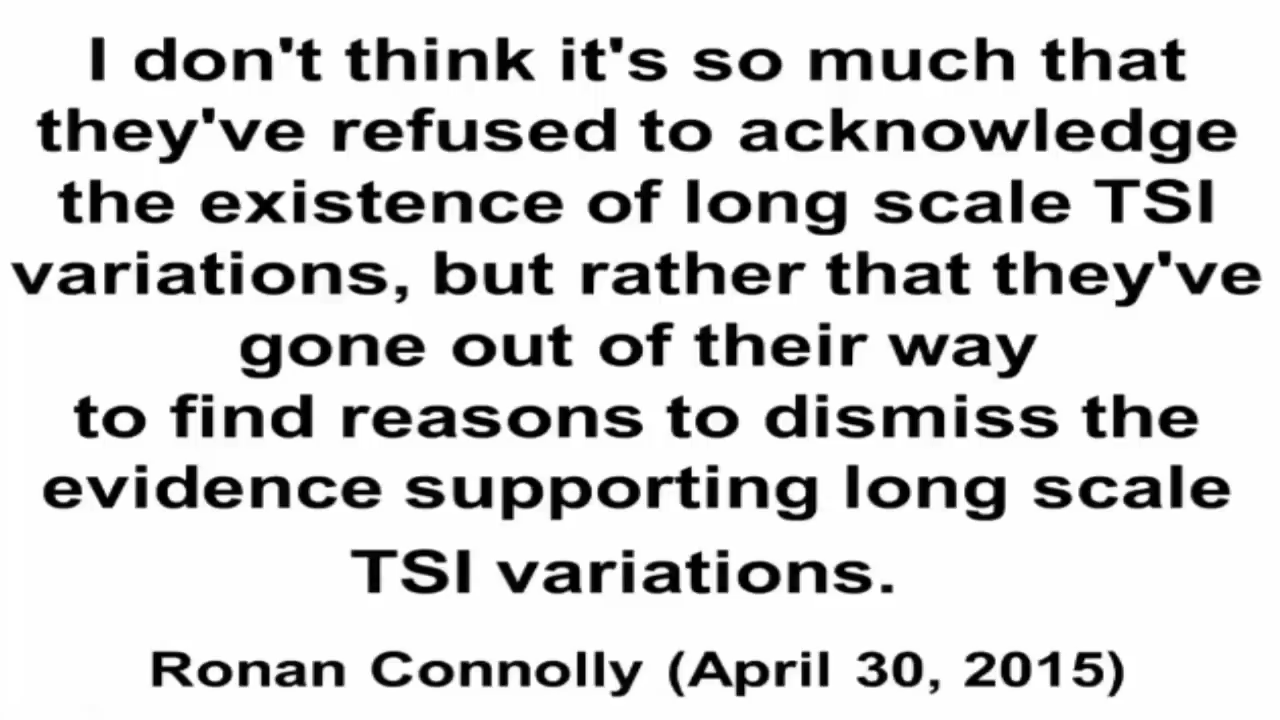 I don't think it's so much that
they've refused to acknowledge
the existence of long scale TSI
variations, but rather that they've
gone out of their way
to find reasons to dismiss the
evidence supporting long scale
TSI variations.
Ronan Connolly (April 30, 2015)